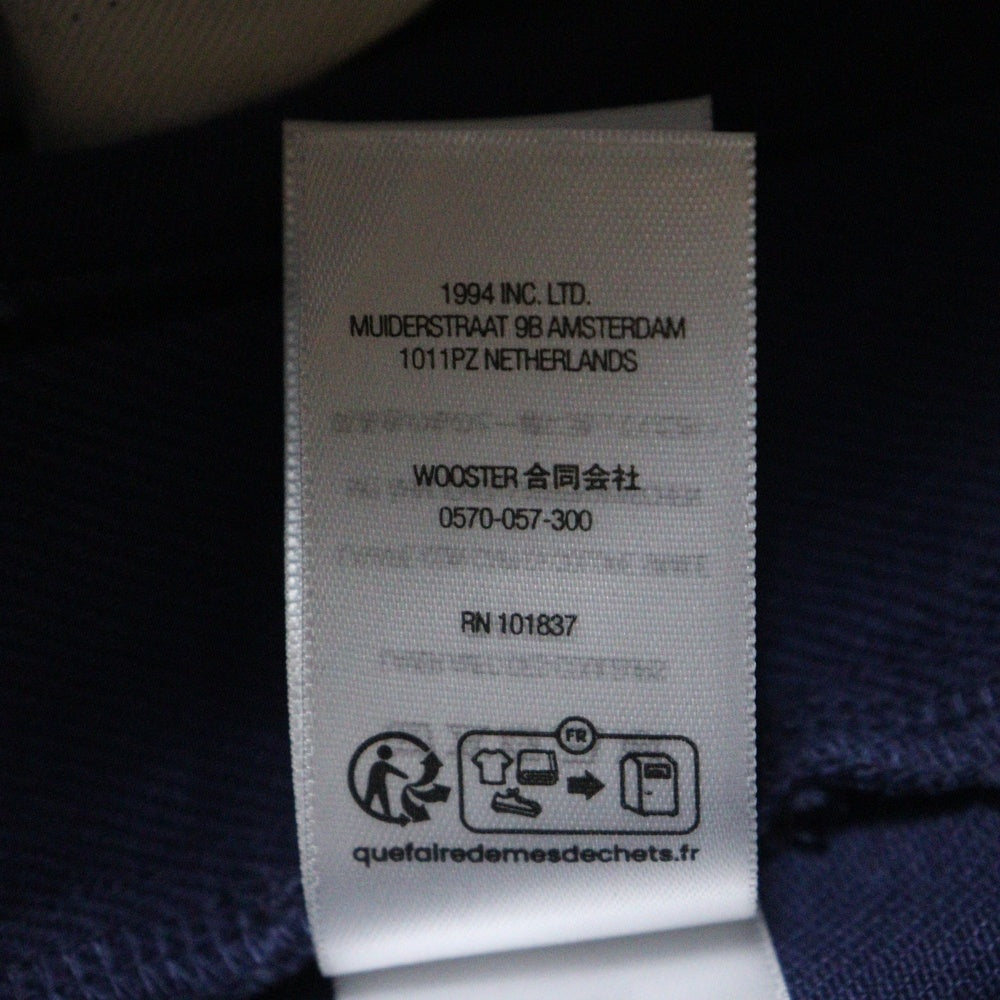 1994 INC. LTD.
MUIDERSTRAAT 9B AMSTERDAM
1011PZ NETHERLANDS
WOOSTER 合同会社
0570-057-300
RN 101837
FR
quefairedemesdechets.fr